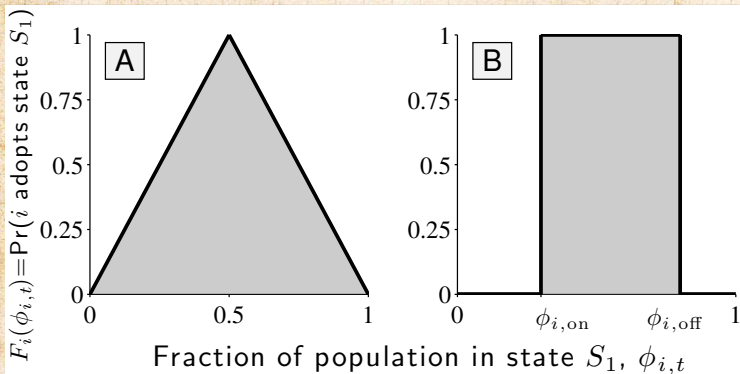 F_i(ϕ_{i,t})=Pr(i adopts state S_1)
A
1
0.75
0.5
0.25
0
0 0.5 1
B
1
0.75
0.5
0.25
0
0 ϕ_{i,on} ϕ_{i,off} 1
Fraction of population in state S_1, ϕ_{i,t}